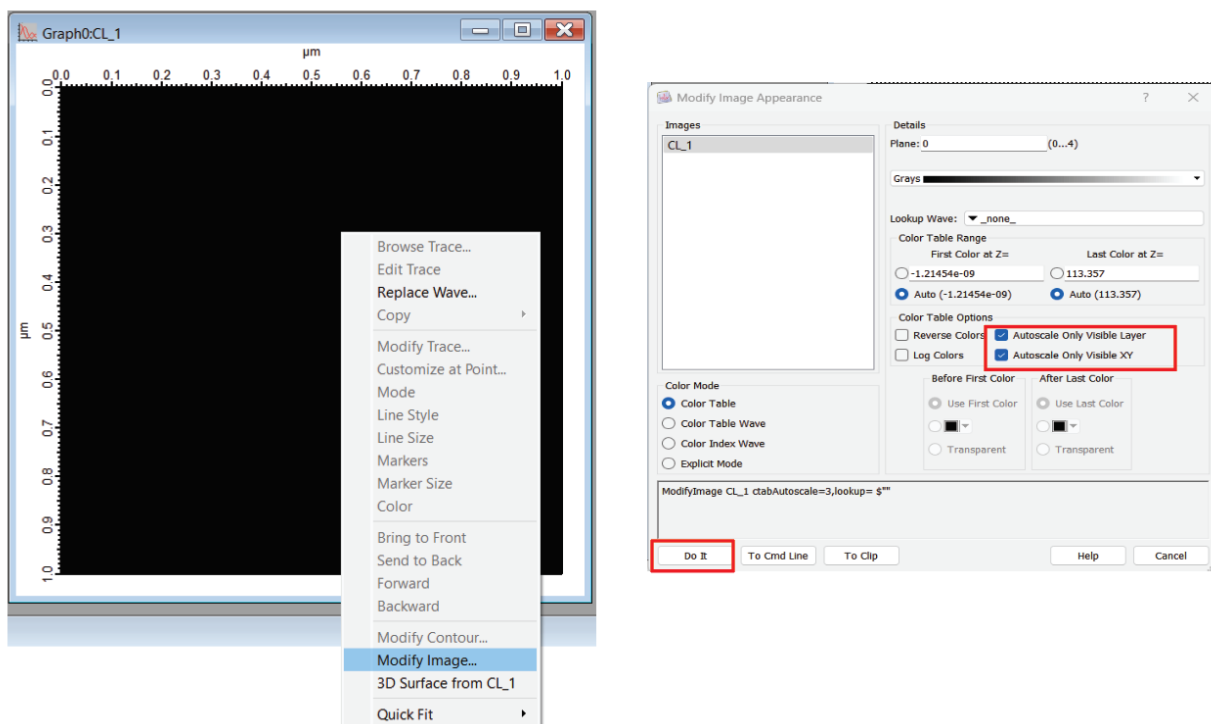 Graph0:CL_1
µm
0.0 0.1 0.2 0.3 0.4 0.5 0.6 0.7 0.8 0.9 1.0
µm
0.0
0.1
0.2
0.3
0.4
0.5
0.6
0.7
0.8
0.9
1.0
Browse Trace...
Edit Trace
Replace Wave...
Copy
Modify Trace...
Customize at Point...
Mode
Line Style
Line Size
Markers
Marker Size
Color
Bring to Front
Send to Back
Forward
Backward
Modify Contour...
Modify Image...
3D Surface from CL_1
Quick Fit
Modify Image Appearance
?
Images
CL_1
Color Mode
Color Table
Color Table Wave
Color Index Wave
Explicit Mode
Details
Plane: 0 (0...4)
Grays
Lookup Wave: _none_
Color Table Range
First Color at Z= Last Color at Z=
-1.21454e-09 113.357
Auto (-1.21454e-09) Auto (113.357)
Color Table Options
Reverse Colors Autoscale Only Visible Layer
Log Colors Autoscale Only Visible XY
Before First Color After Last Color
Use First Color Use Last Color
Transparent Transparent
ModifyImage CL_1 ctabAutoscale=3,lookup= $""
Do It To Cmd Line To Clip Help Cancel